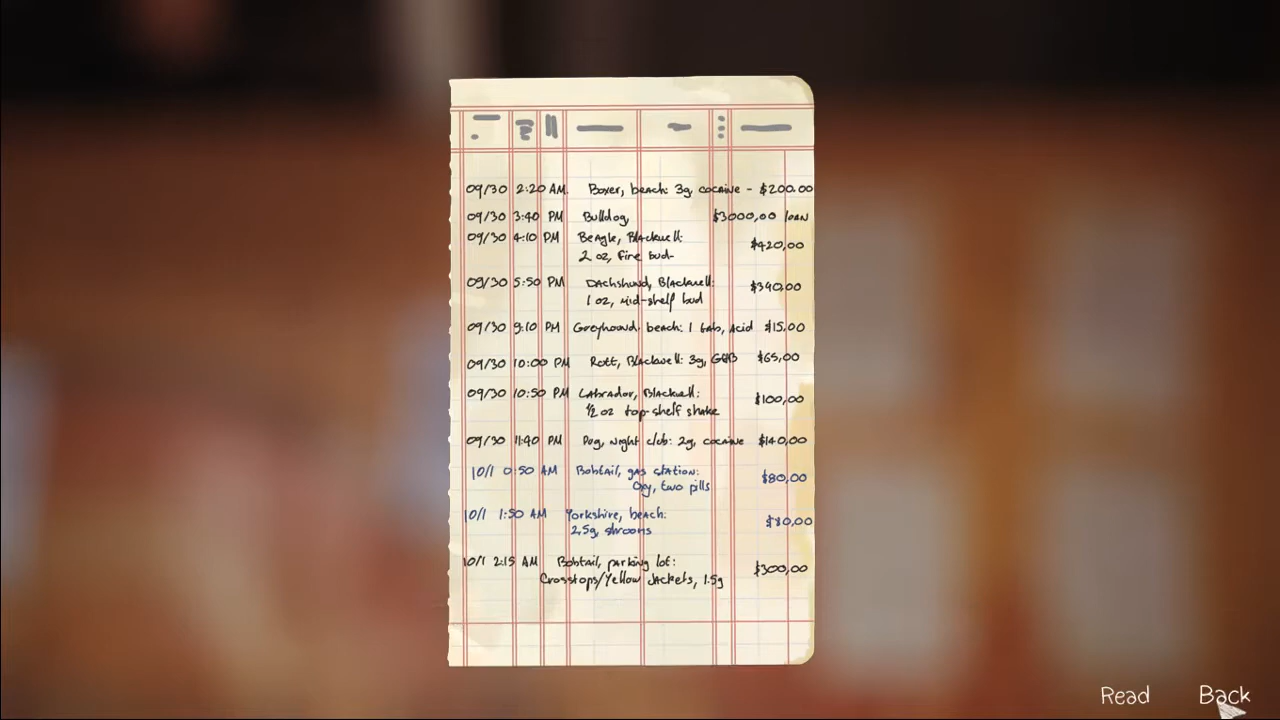 09/30 2:20 AM. Boxer, beach: 3g, cocaine - $200.00
09/30 3:40 PM Bulldog, $3000,00 loan
09/30 4:10 PM Beagle, Blackwell: $420,00
2 oz, fire bud-
09/30 5:50 PM Dachshund, Blackwell: $340,00
1 oz, mid-shelf bud
09/30 9:10 PM Greyhound, beach: 1 tab, Acid $15,00
09/30 10:00 PM Rott, Blackwell: 3g, GHB $65,00
09/30 10:50 PM Labrador, Blackwell: $100,00
1/2 oz top-shelf shake
09/30 11:40 PM Pug, night club: 2g, cocaine $140,00
10/1 0:50 AM Bobtail, gas station: $80,00
Oxy, two pills
10/1 1:50 AM Yorkshire, beach:
2,5g, shrooms
10/1 2:15 AM Bobtail, parking lot: $300,00
Crosstops/Yellow Jackets, 1.5g
Read Back